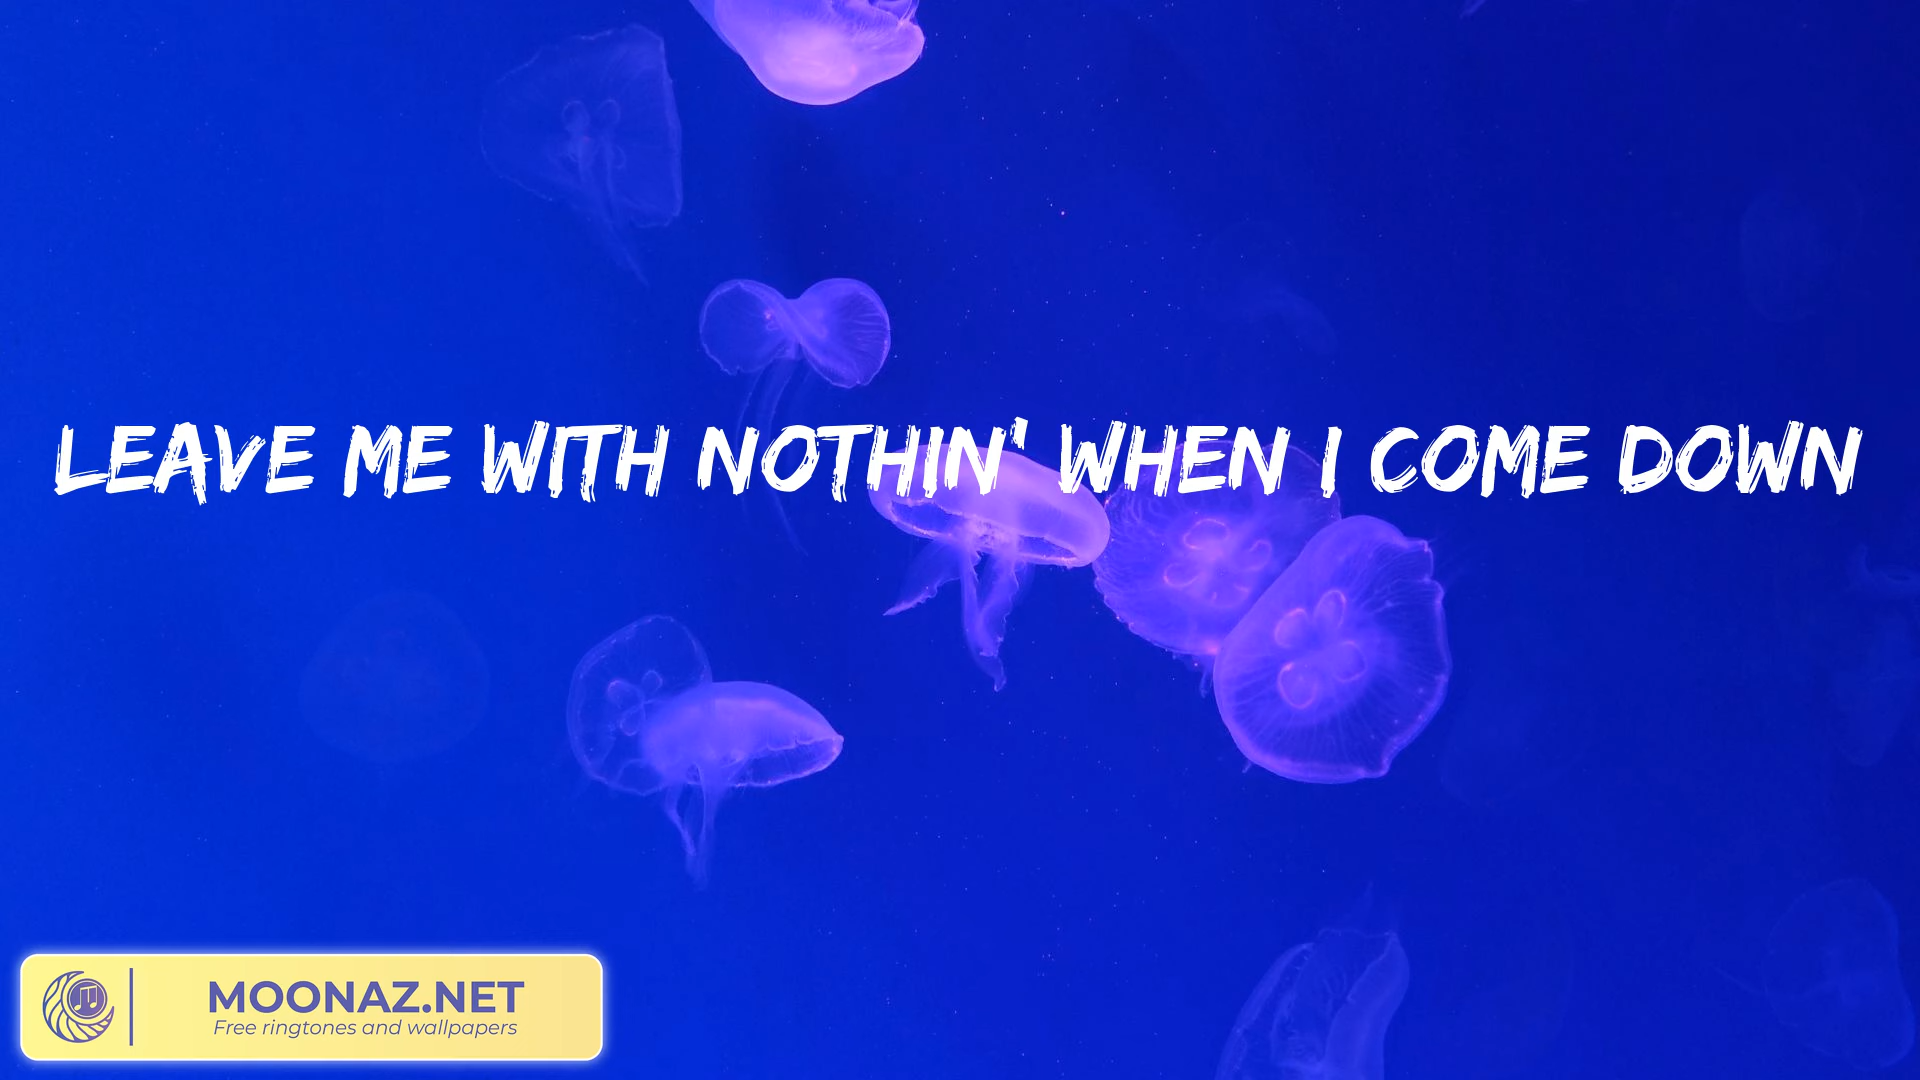 LEAVE ME WITH NOTHIN' WHEN I COME DOWN
MOONAZ.NET
Free ringtones and wallpapers